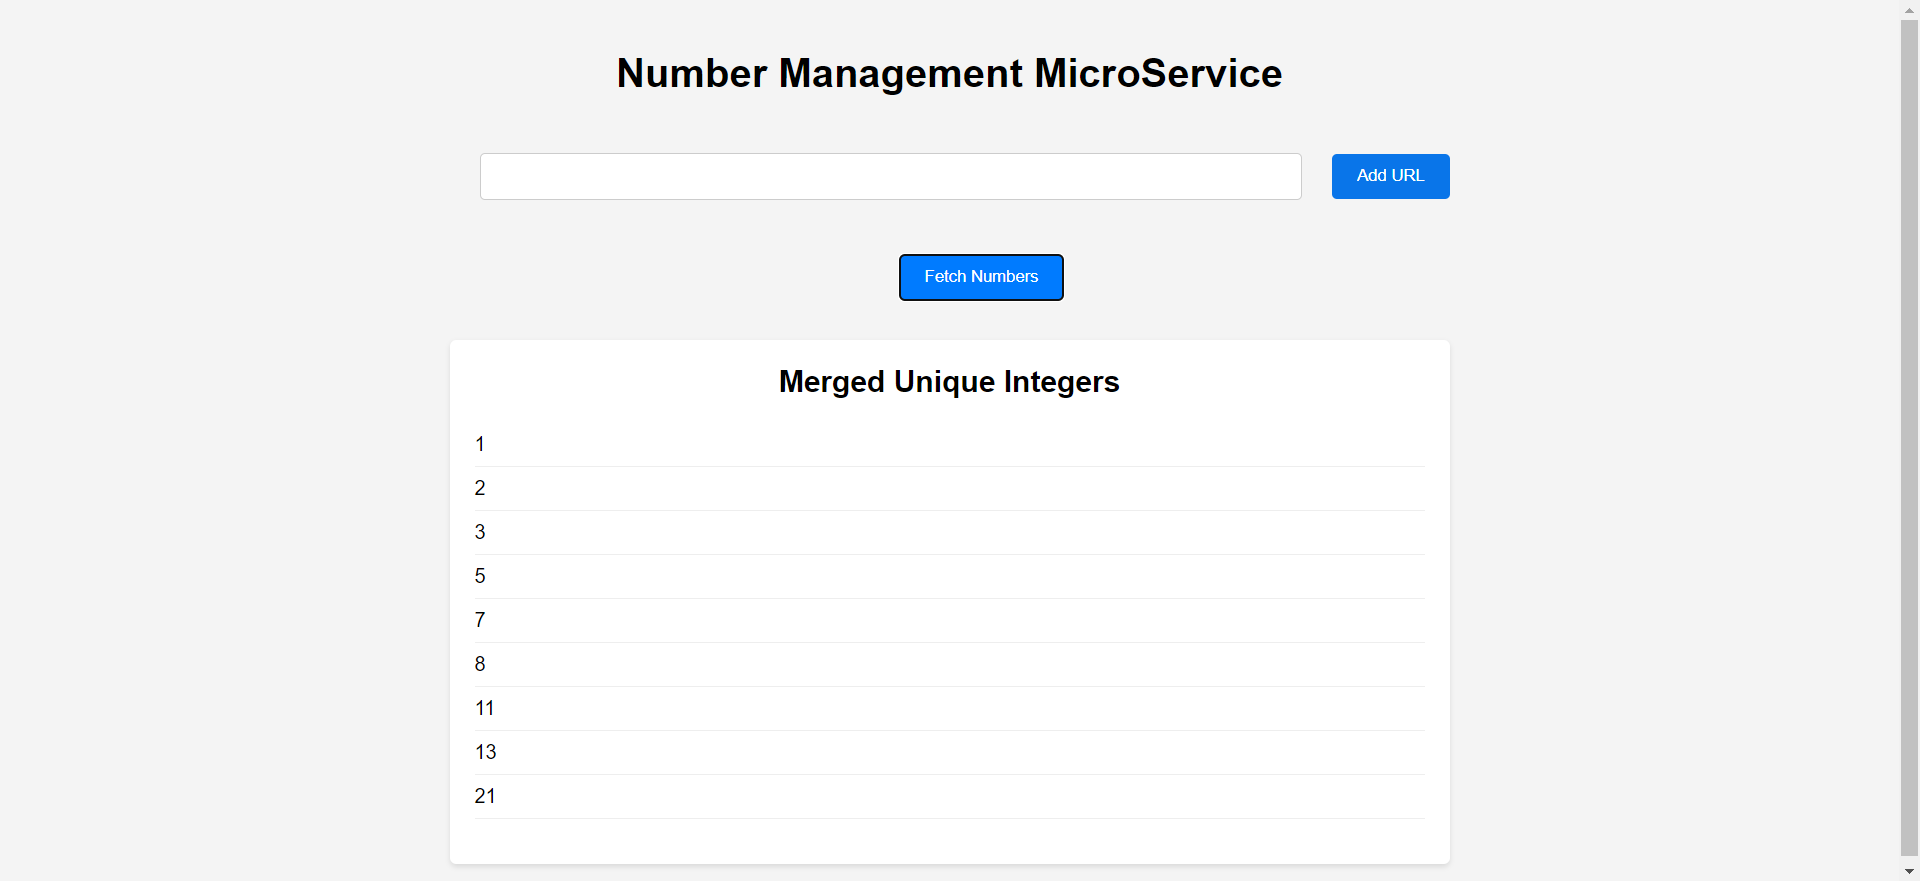 Number Management MicroService
Add URL
Fetch Numbers
Merged Unique Integers
1
2
3
5
7
8
11
13
21